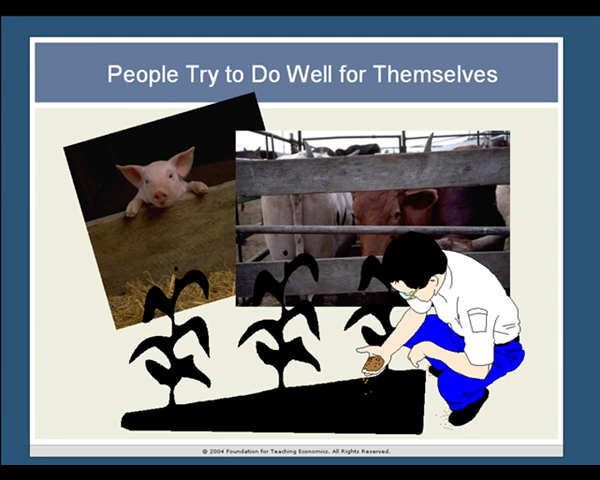 People Try to Do Well for Themselves
© 2004 Foundation for Teaching Economics. All Rights Reserved.